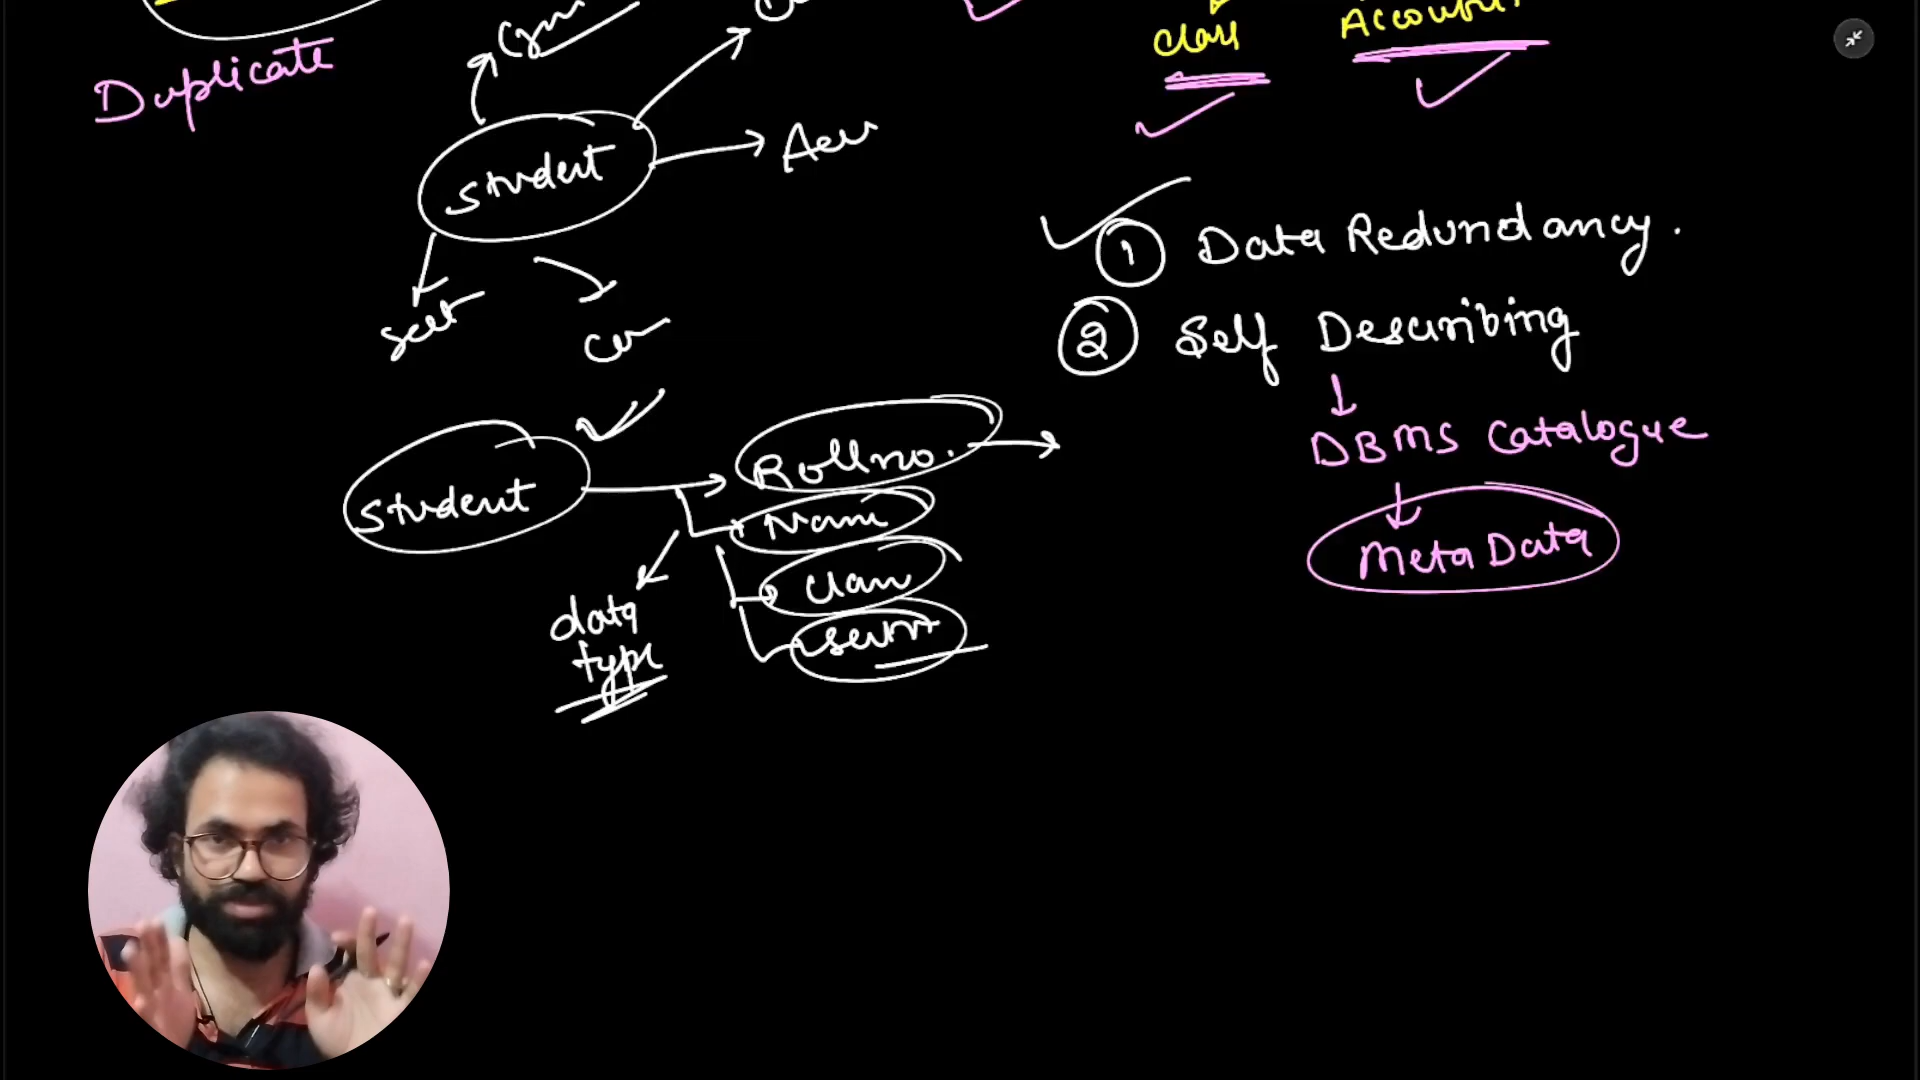 Duplicate
Gym
Class
Account
student
Data Redundancy.
1
2
Self Describing
DBMS Catalogue
Meta Data
student
Rollno.
Name
Class
data
type